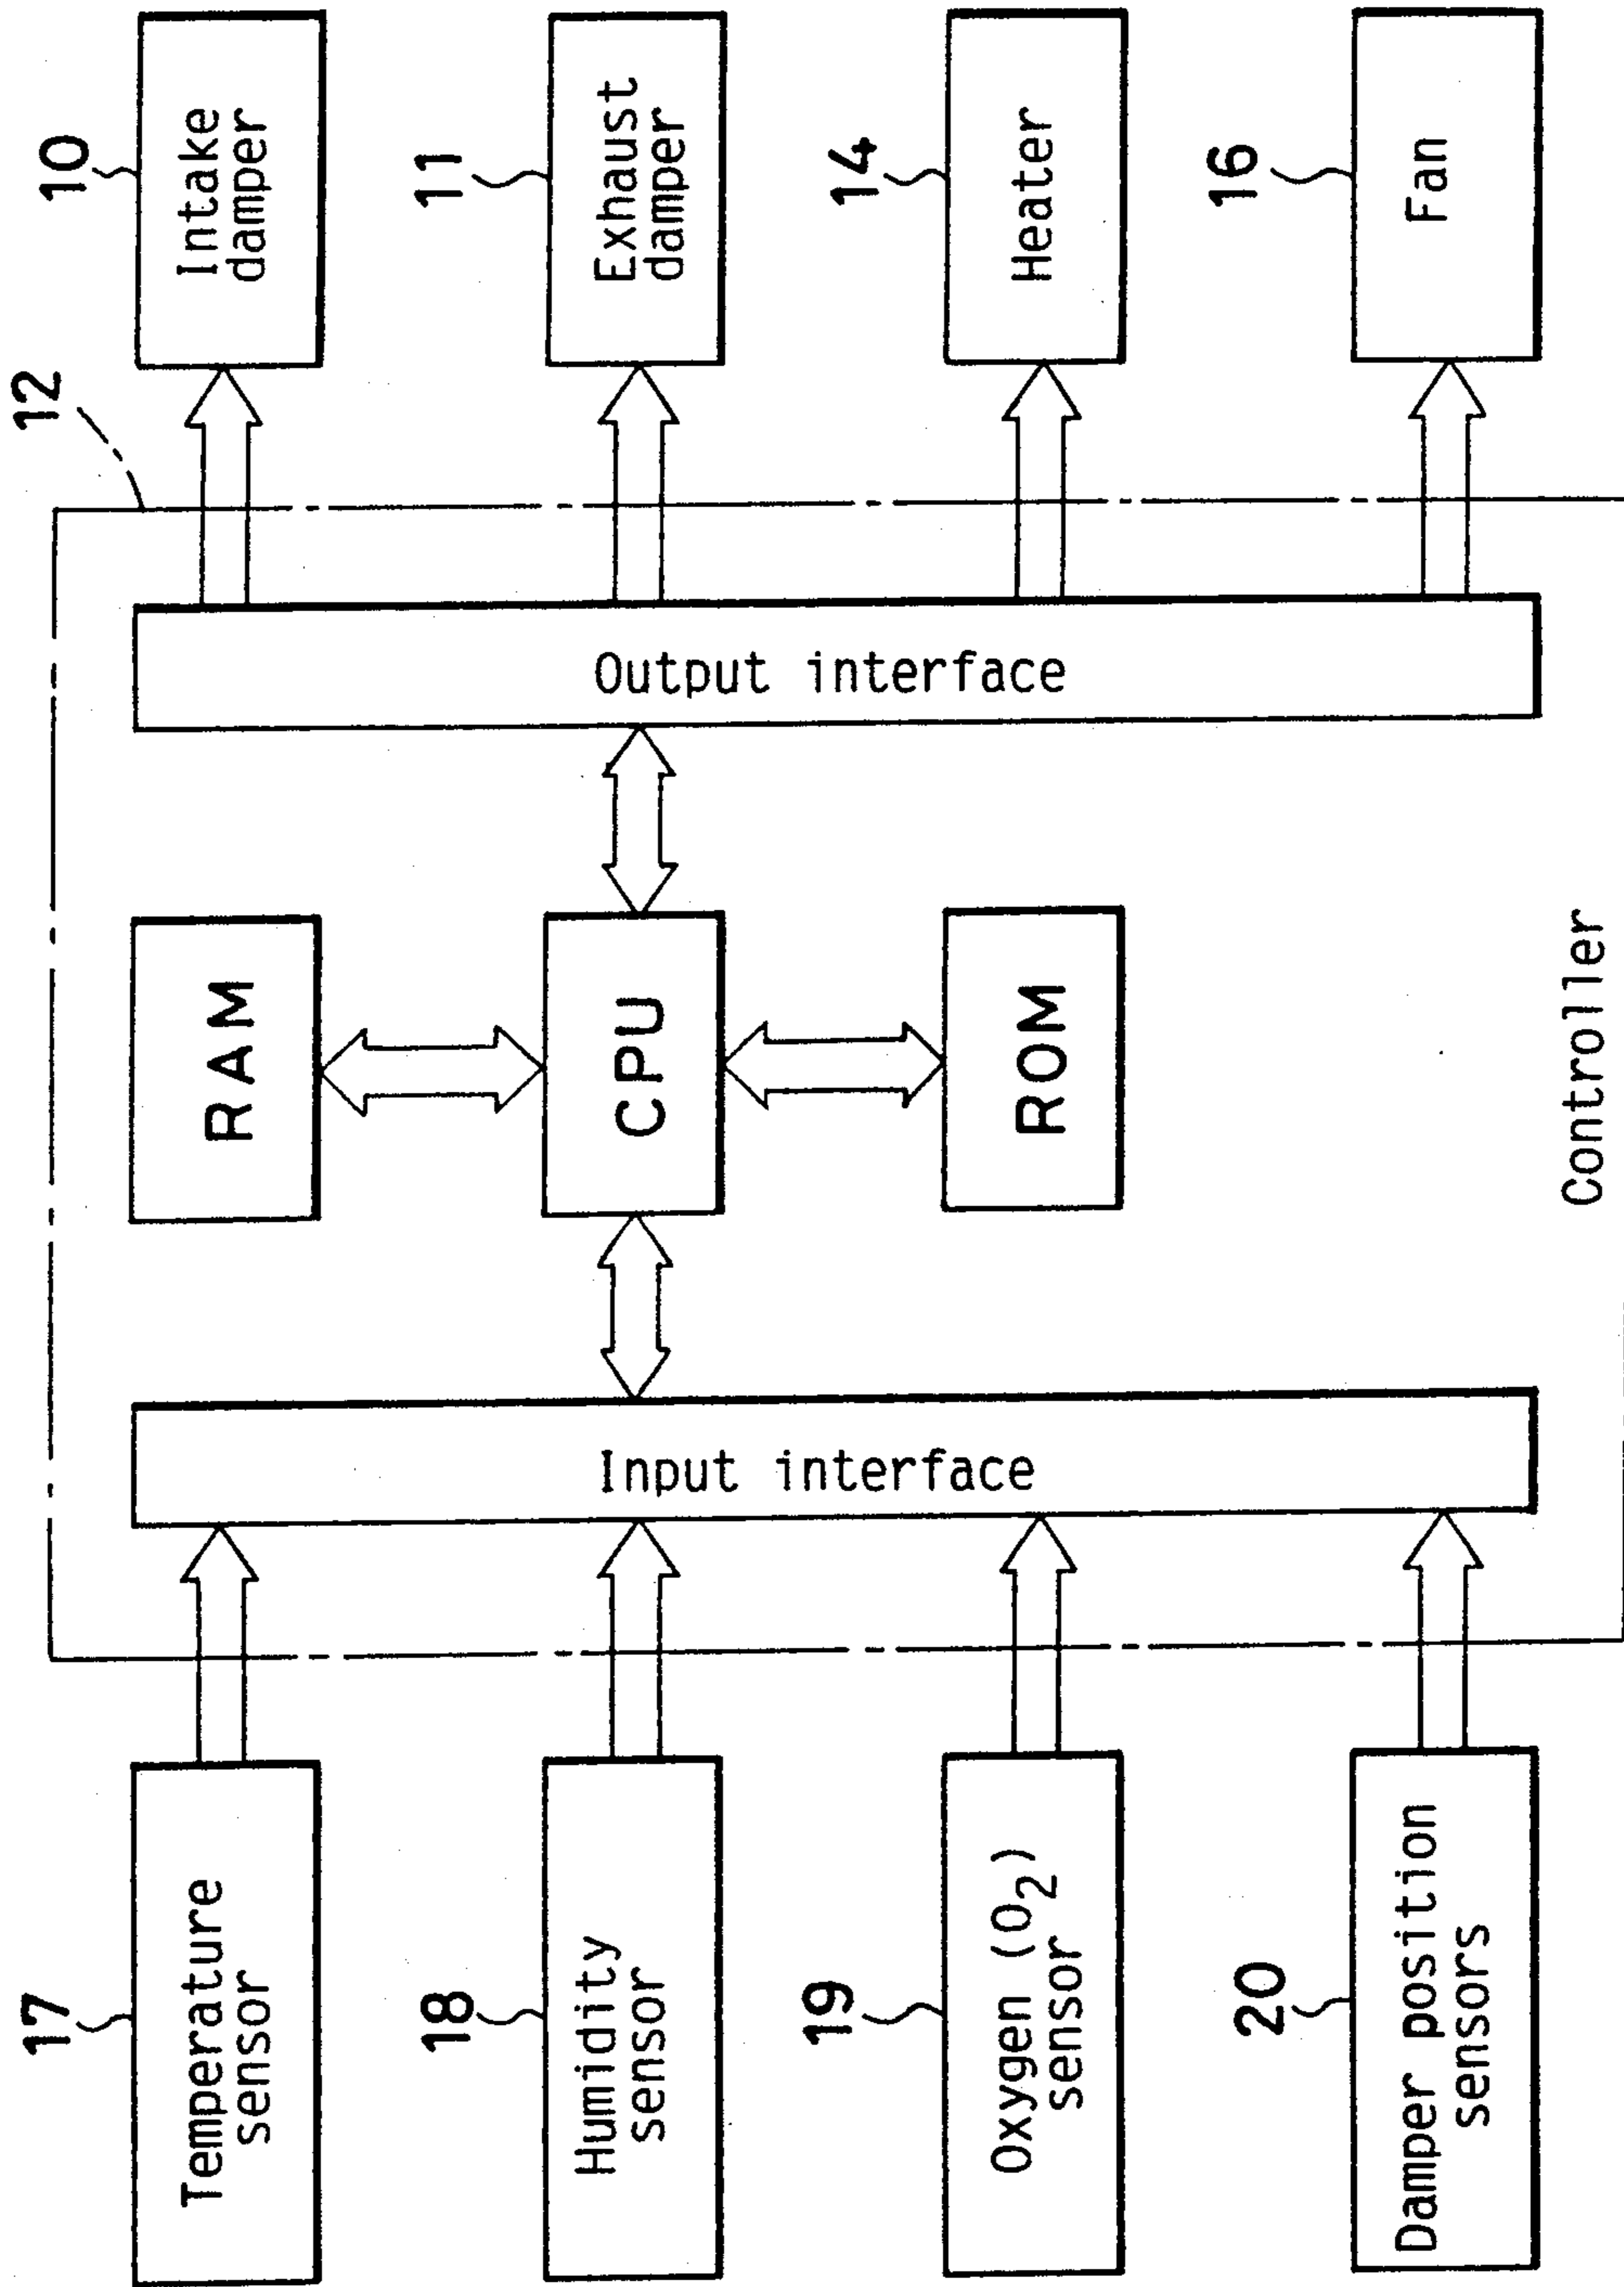 12
17
Temperature
sensor
18
Humidity
sensor
19
Oxygen (O₂)
sensor
20
Damper position
sensors
Input interface
RAM
CPU
ROM
Controller
Output interface
10
Intake
damper
11
Exhaust
damper
14
Heater
16
Fan